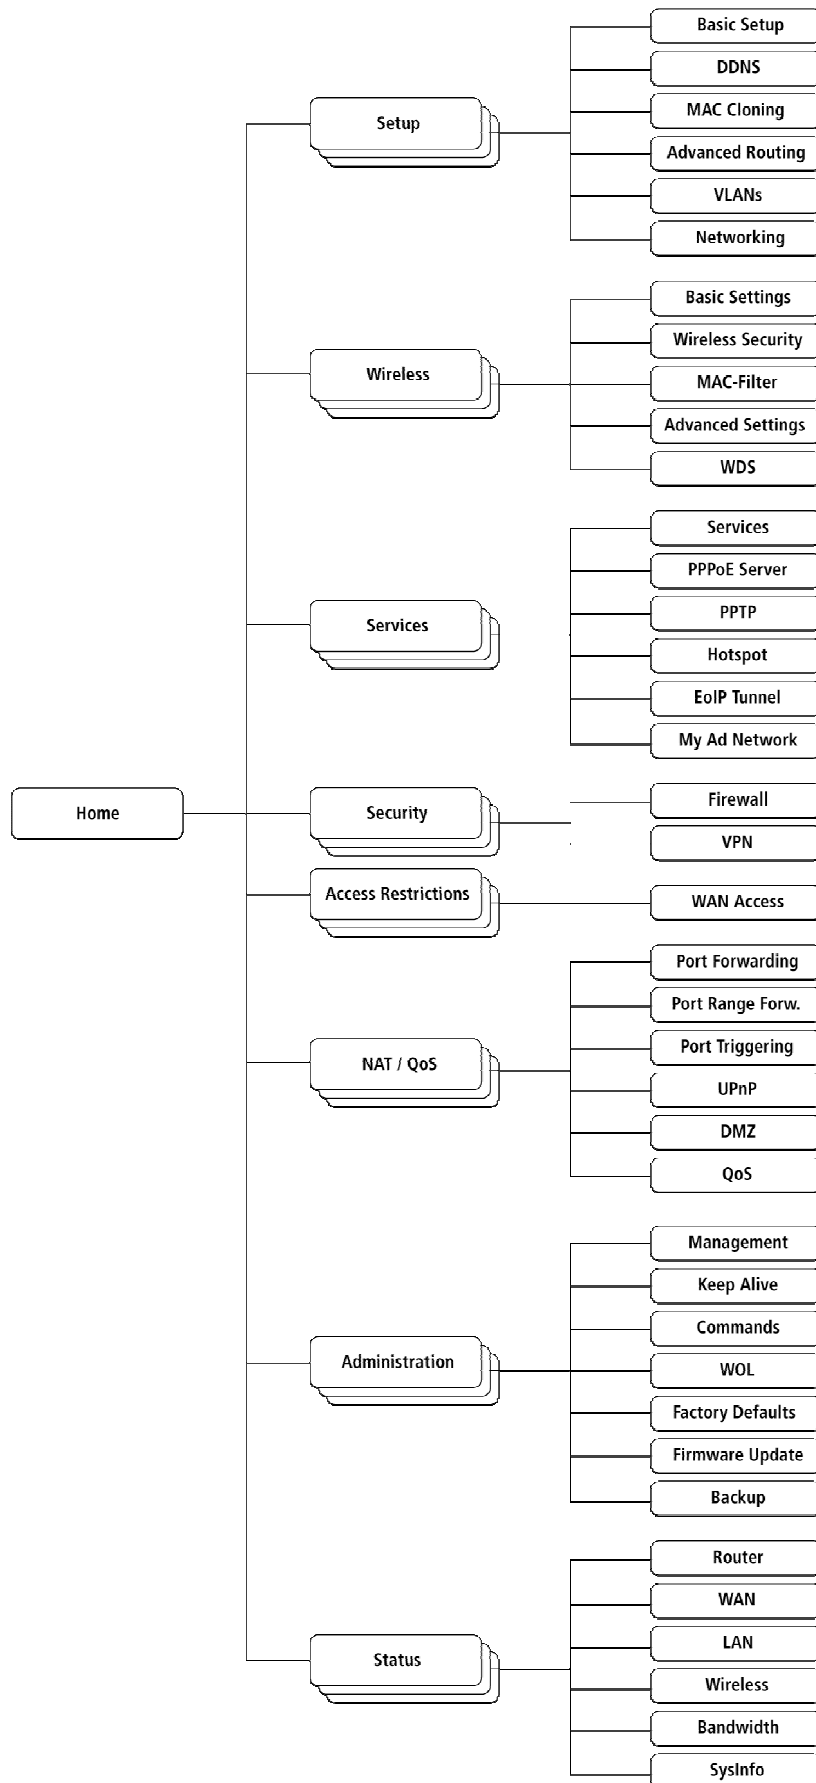 Home
Setup
Basic Setup
DDNS
MAC Cloning
Advanced Routing
VLANs
Networking
Wireless
Basic Settings
Wireless Security
MAC-Filter
Advanced Settings
WDS
Services
Services
PPPoE Server
PPTP
Hotspot
EoIP Tunnel
My Ad Network
Security
Firewall
VPN
Access Restrictions
WAN Access
NAT / QoS
Port Forwarding
Port Range Forw.
Port Triggering
UPnP
DMZ
QoS
Administration
Management
Keep Alive
Commands
WOL
Factory Defaults
Firmware Update
Backup
Status
Router
WAN
LAN
Wireless
Bandwidth
SysInfo